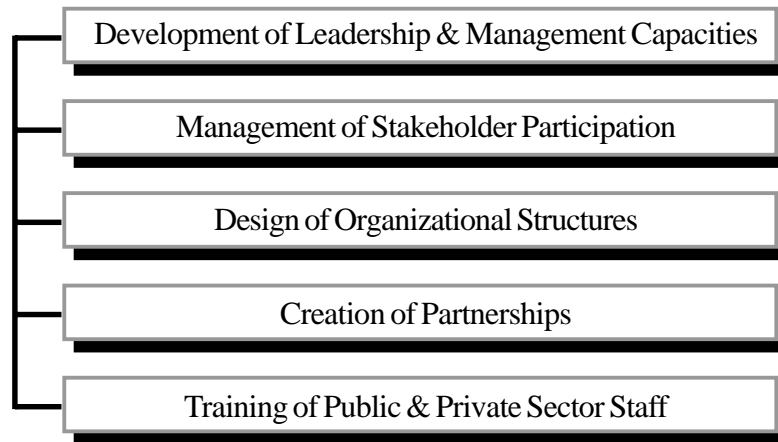 Development of Leadership & Management Capacities
Management of Stakeholder Participation
Design of Organizational Structures
Creation of Partnerships
Training of Public & Private Sector Staff